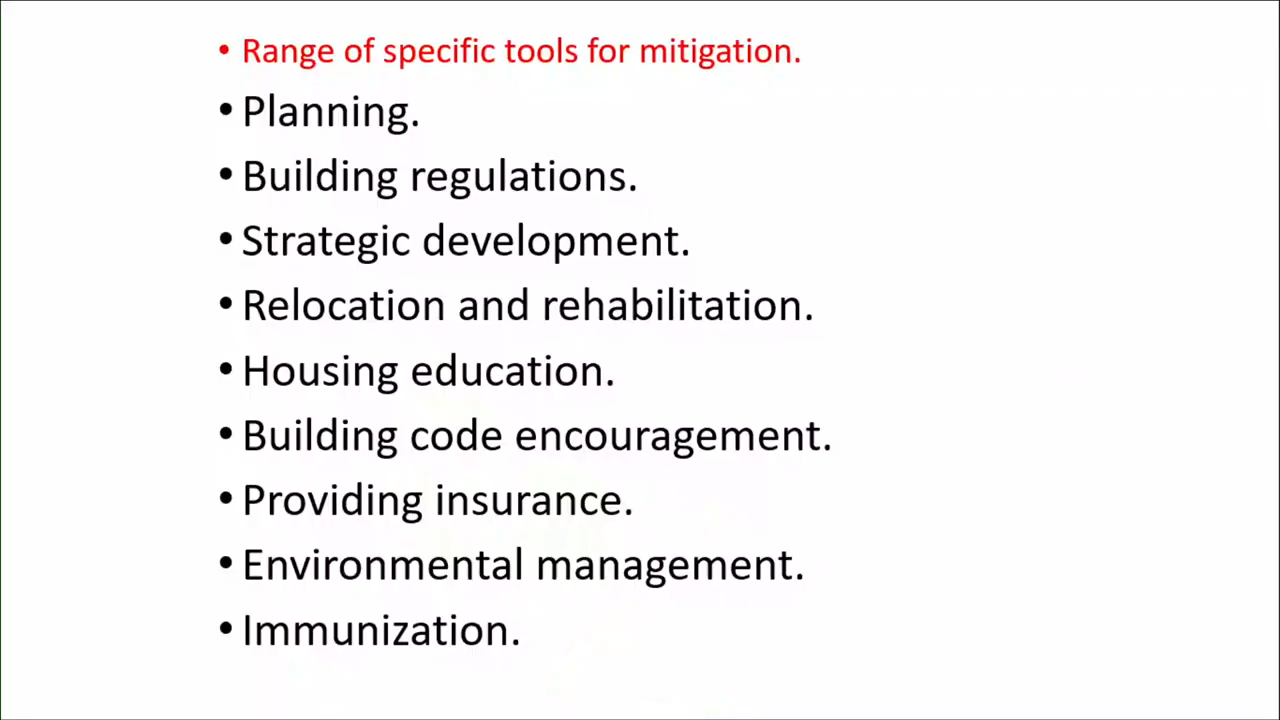 • Range of specific tools for mitigation.
• Planning.
• Building regulations.
• Strategic development.
• Relocation and rehabilitation.
• Housing education.
• Building code encouragement.
• Providing insurance.
• Environmental management.
• Immunization.